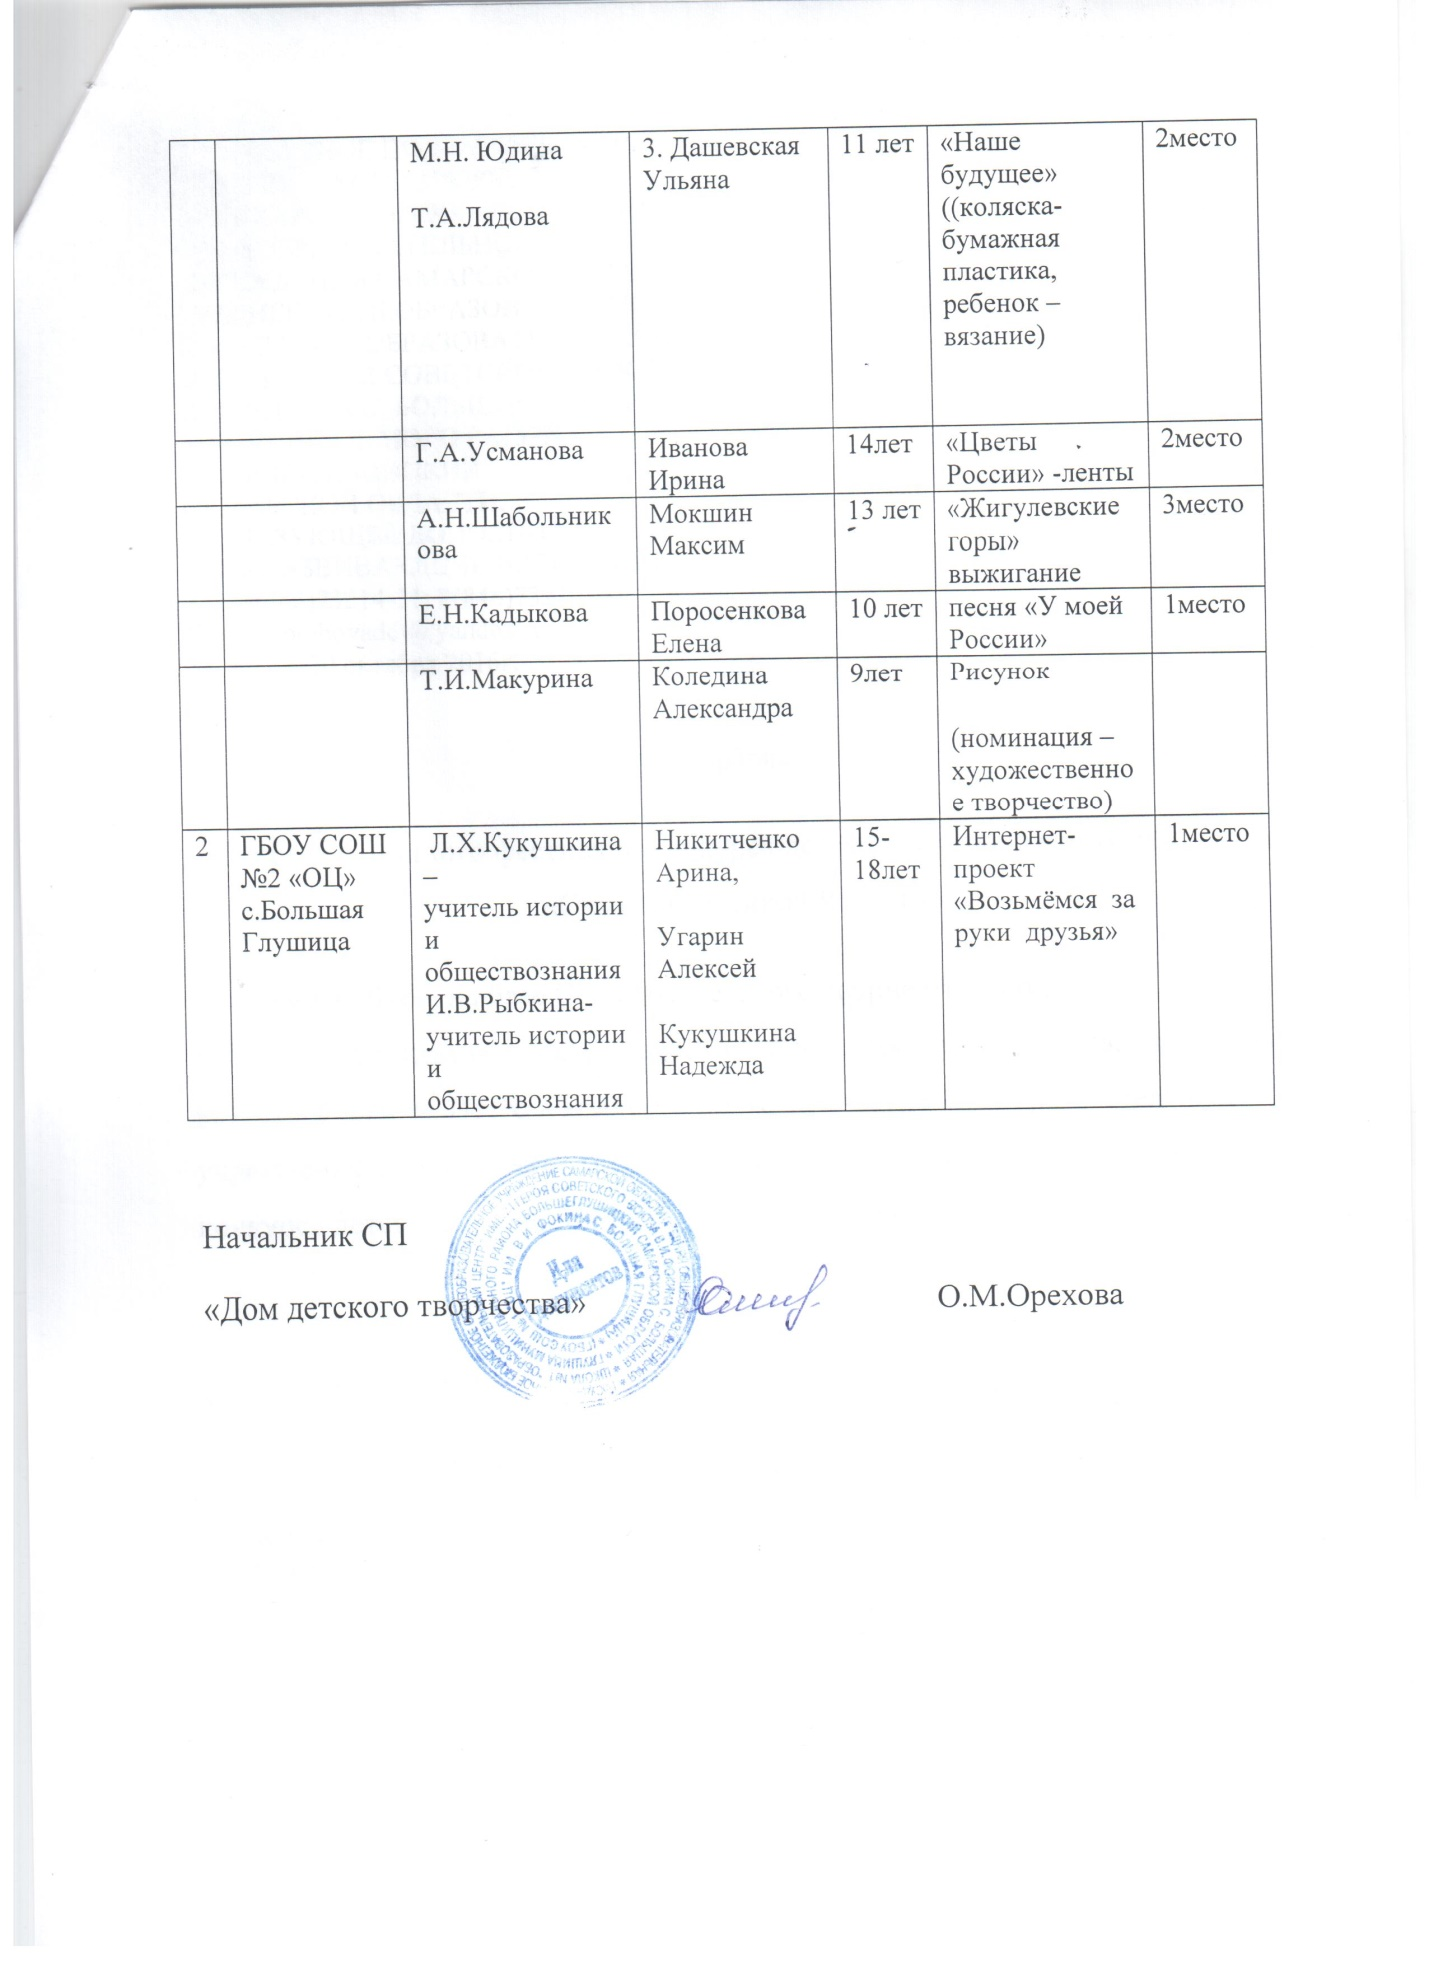 М.Н. Юдина
Т.А.Лядова
3. Дашевская
Ульяна
11 лет
«Наше
будущее»
((коляска-
бумажная
пластика,
ребенок –
вязание)
2место
Г.А.Усманова
Иванова
Ирина
14лет
«Цветы
России» -ленты
2место
А.Н.Шабольник
ова
Мокшин
Максим
13 лет
«Жигулевские
горы»
выжигание
3место
Е.Н.Кадыкова
Поросенкова
Елена
10 лет
песня «У моей
России»
1место
Т.И.Макурина
Коледина
Александра
9лет
Рисунок
(номинация –
художественно
е творчество)
2
ГБОУ СОШ
№2 «ОЦ»
с.Большая
Глушица
Л.Х.Кукушкина
–
учитель истории
и
обществознания
И.В.Рыбкина-
учитель истории
и
обществознания
Никитченко
Арина,
Угарин
Алексей
Кукушкина
Надежда
15-
18лет
Интернет-
проект
«Возьмёмся за
руки друзья»
1место
Начальник СП
«Дом детского творчества»
О.М.Орехова
Для
документов